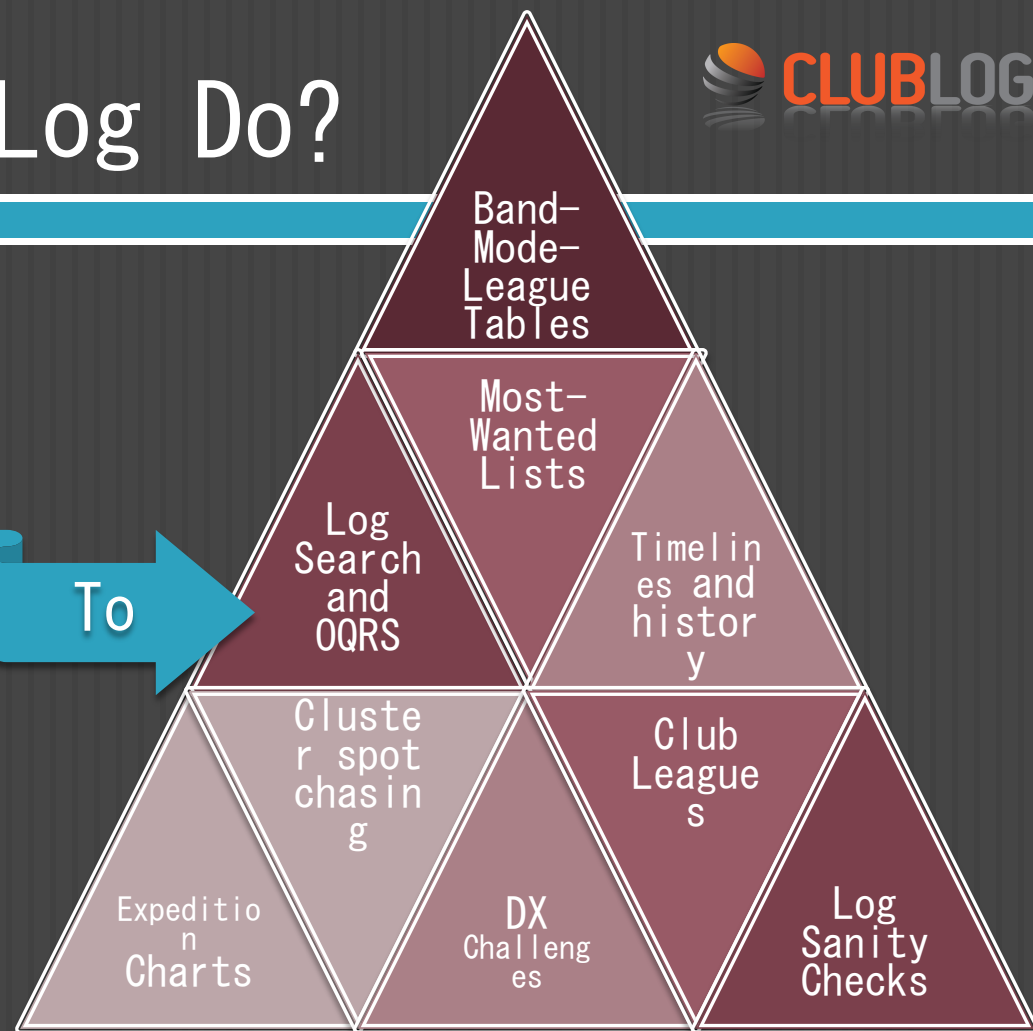 Log Do?
CLUBLOG
Band-
Mode-
League
Tables
Most-
Wanted
Lists
Log
Search
and
OQRS
Timelin
es and
histor
y
To
Cluste
r spot
chasin
g
Club
League
s
Expeditio
n
Charts
DX
Challeng
es
Log
Sanity
Checks